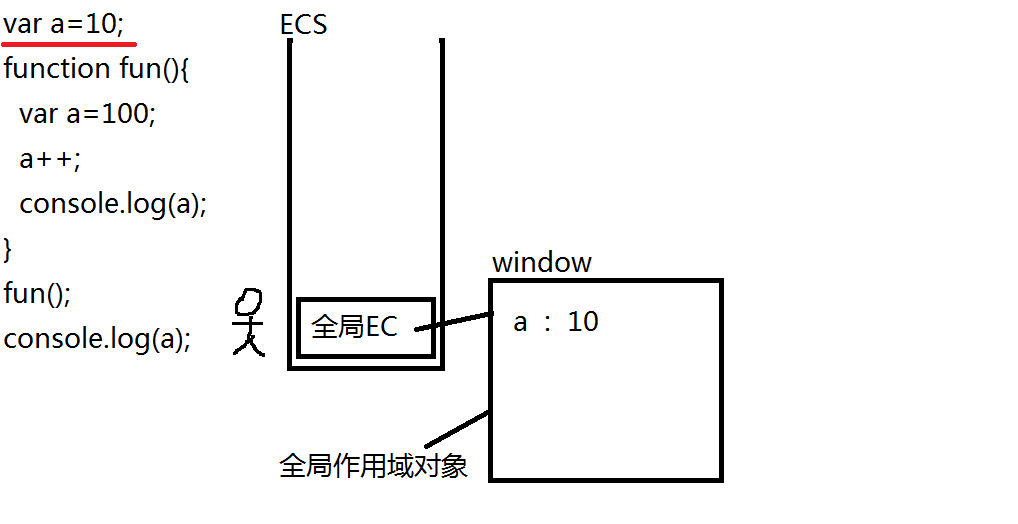 var a=10;
function fun(){
var a=100;
a++;
console.log(a);
}
fun();
console.log(a);
ECS
全局EC
window
a : 10
全局作用域对象